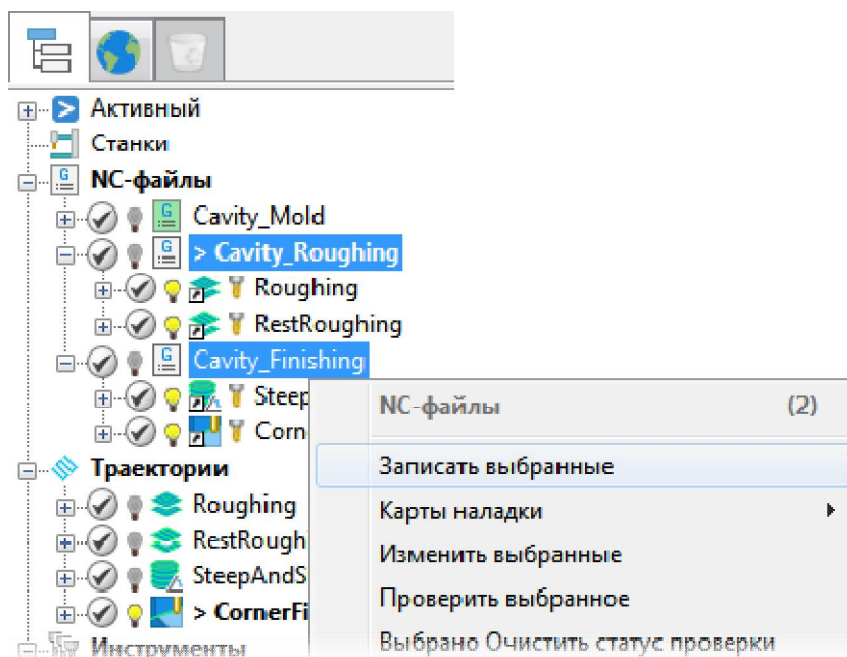 Активный
Станки
NC-файлы
Cavity_Mold
> Cavity_Roughing
Roughing
RestRoughing
Cavity_Finishing
Steep
Corn
Траектории
Roughing
RestRough
SteepAndS
> CornerFi
Инструменты
NC-файлы (2)
Записать выбранные
Карты наладки
Изменить выбранные
Проверить выбранное
Выбрано Очистить статус проверки